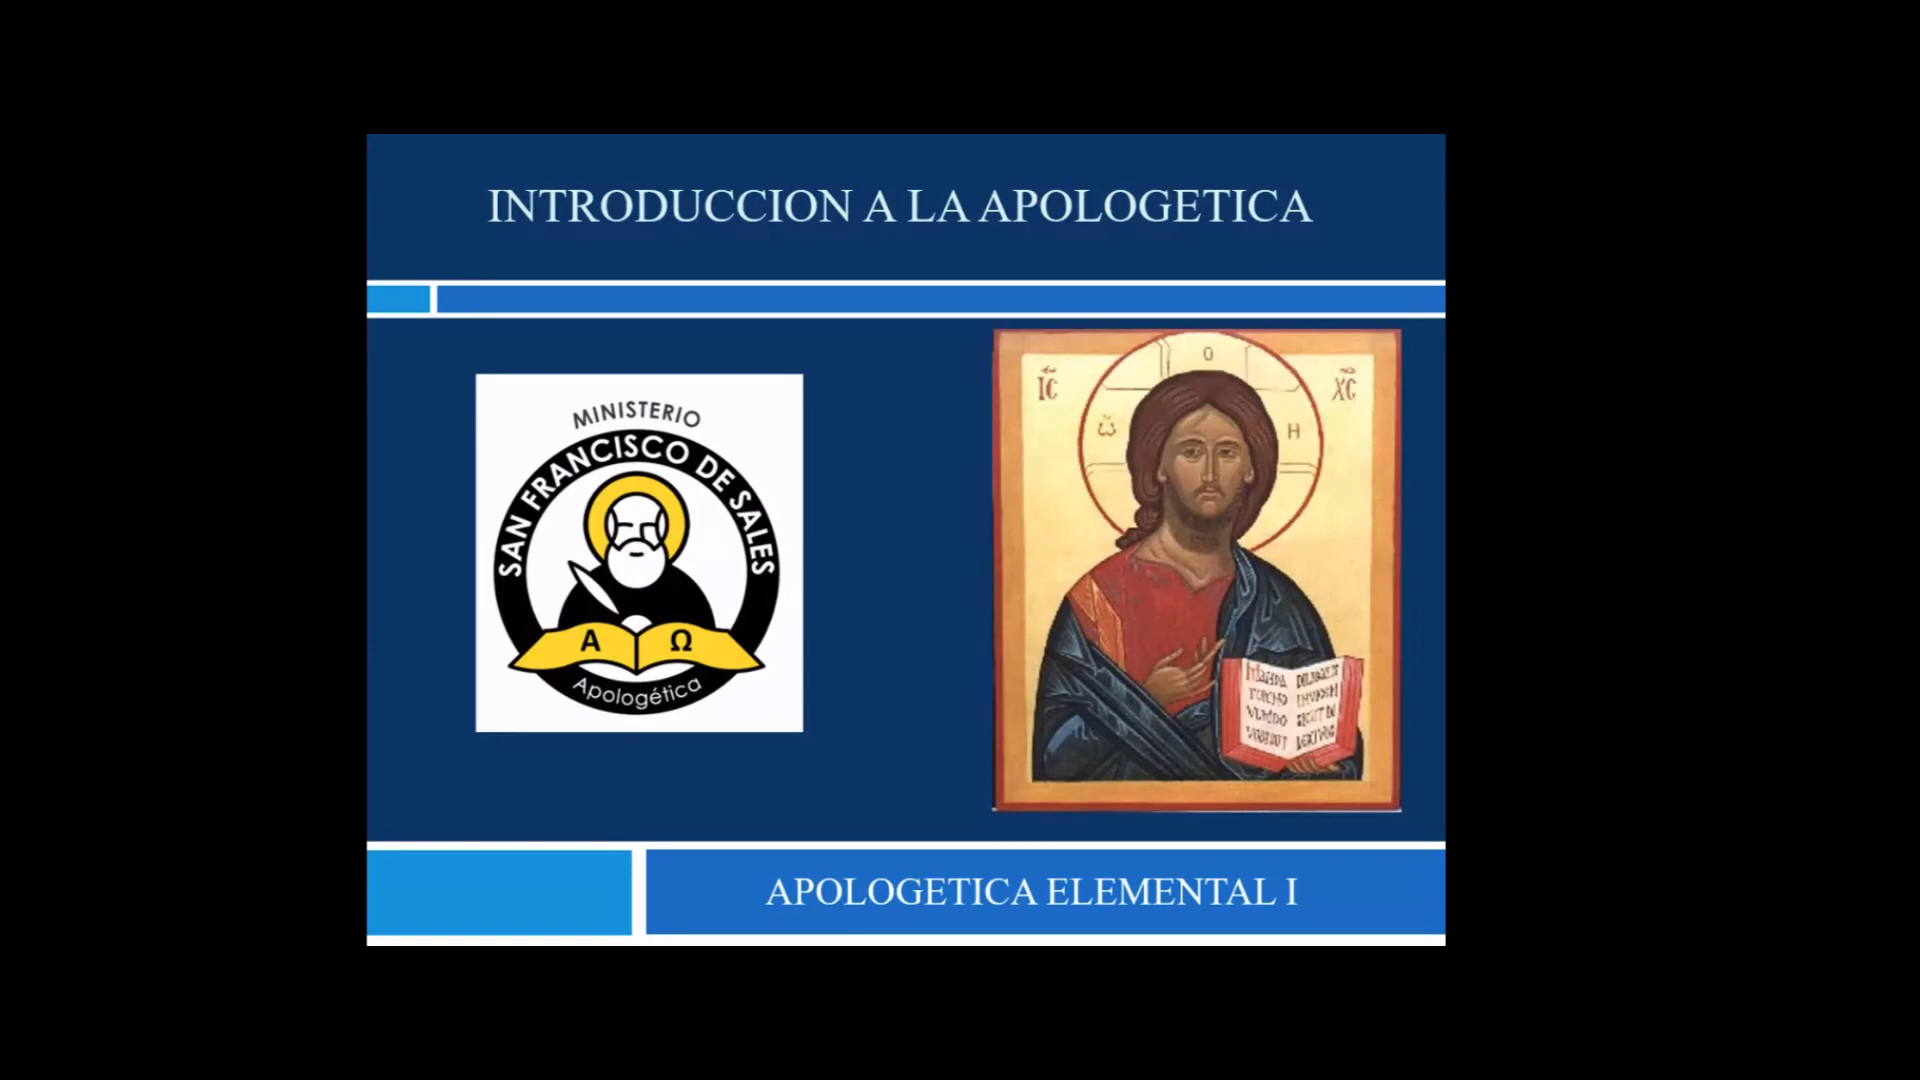 INTRODUCCION A LA APOLOGETICA
MINISTERIO
SAN FRANCISCO DE SALES
Α Ω
Apologética
IC XC
Ο
Ѡ Н
APOLOGETICA ELEMENTAL I